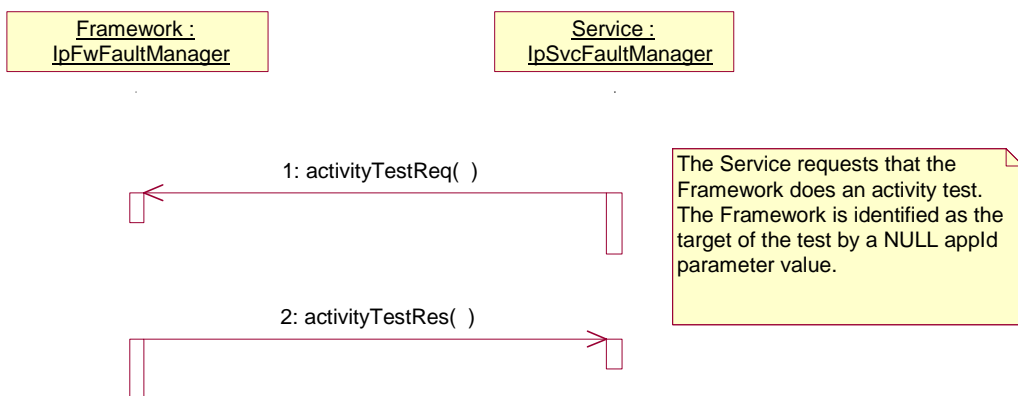 Framework :
IpFwFaultManager
Service :
IpSvcFaultManager
1: activityTestReq( )
The Service requests that the
Framework does an activity test.
The Framework is identified as the
target of the test by a NULL appId
parameter value.
2: activityTestRes( )